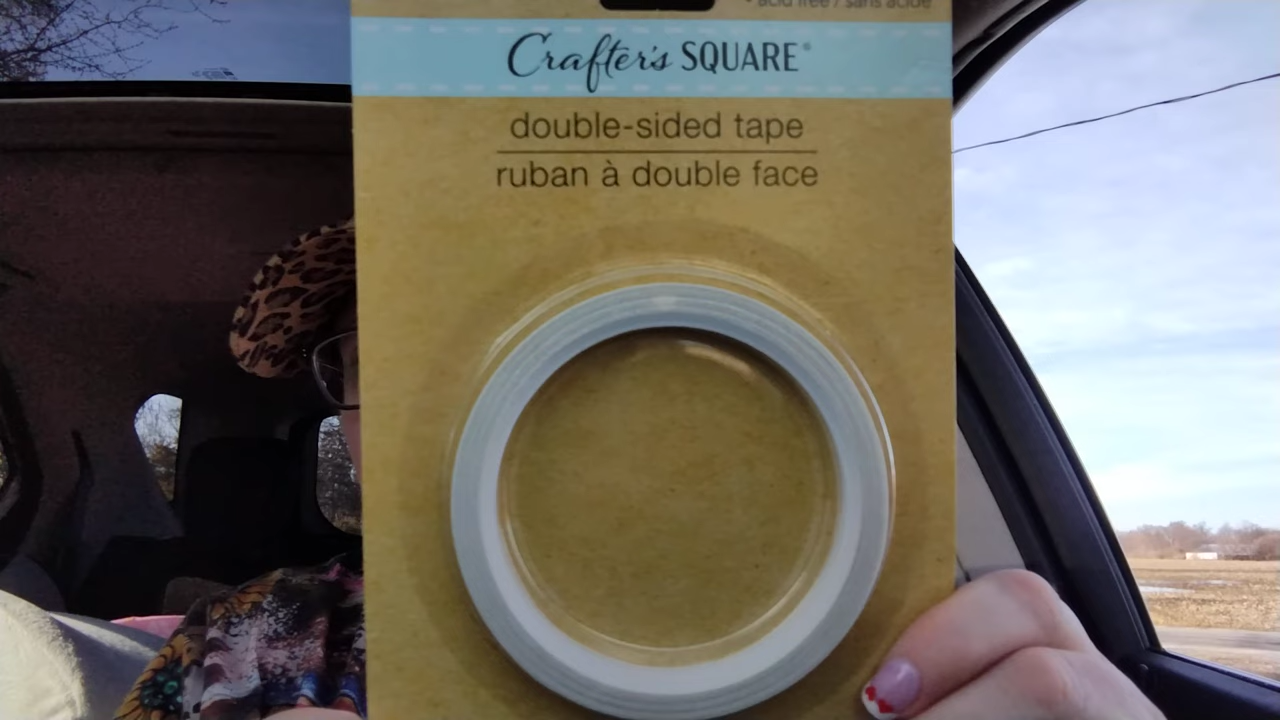 • acid free / sans acide
Crafter's SQUARE®
double-sided tape
ruban à double face